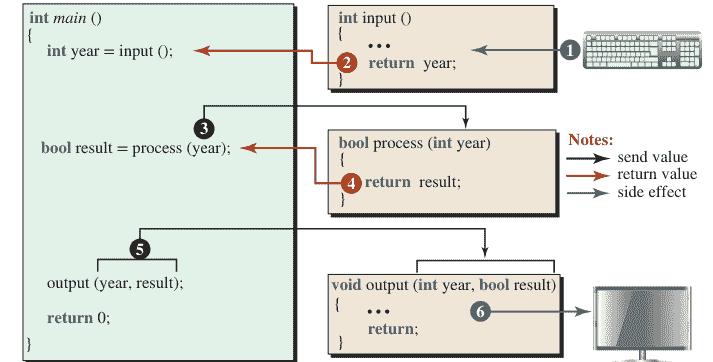 int main ()
{
int year = input ();
bool result = process (year);
output (year, result);
return 0;
}
int input ()
{
...
return year;
}
1
2
3
bool process (int year)
{
return result;
}
4
5
void output (int year, bool result)
{
...
return;
}
6
Notes:
send value
return value
side effect